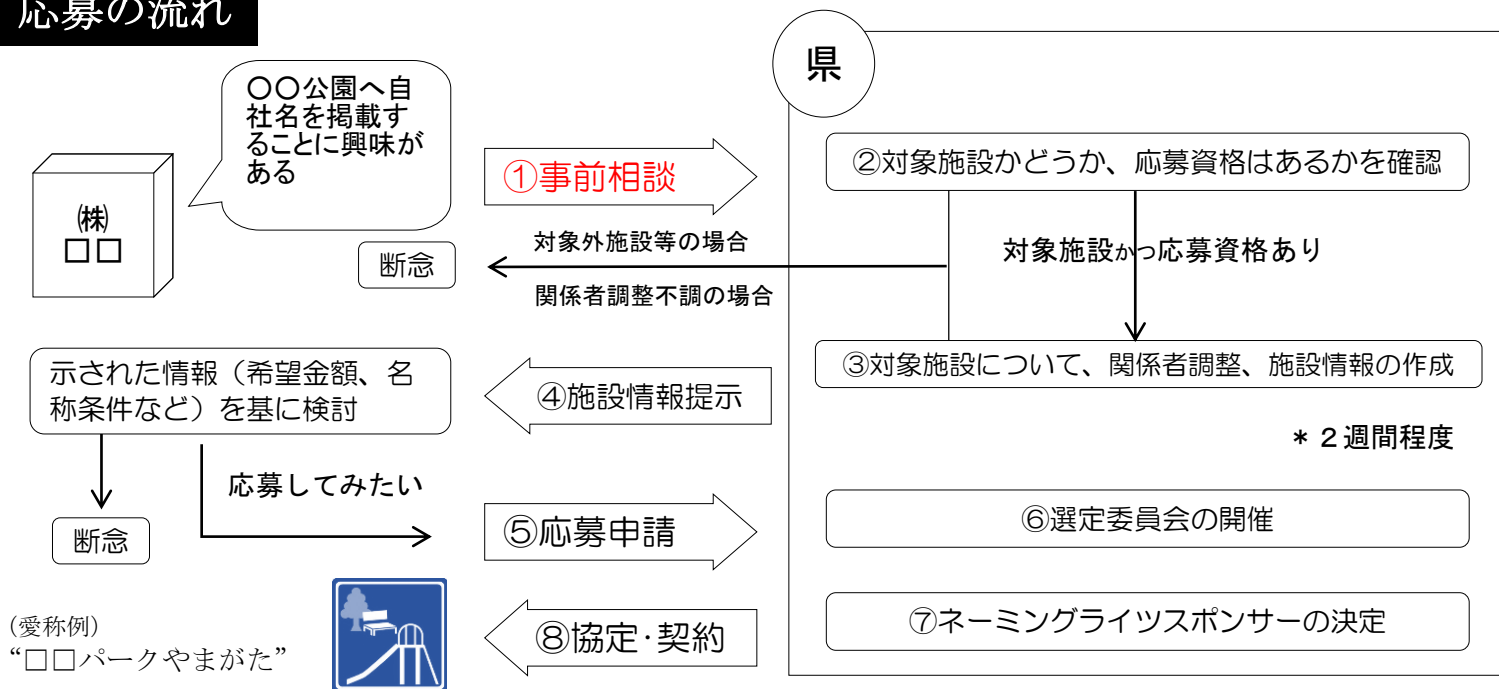 応募の流れ
県
〇〇公園へ自
社名を掲載す
ることに興味が
ある
㈱
□□
①事前相談
②対象施設かどうか、応募資格はあるかを確認
対象外施設等の場合
断念
関係者調整不調の場合
対象施設かつ応募資格あり
③対象施設について、関係者調整、施設情報の作成
示された情報（希望金額、名
称条件など）を基に検討
④施設情報提示
＊２週間程度
応募してみたい
断念
⑤応募申請
⑥選定委員会の開催
⑦ネーミングライツスポンサーの決定
⑧協定・契約
（愛称例）
“□□パークやまがた”